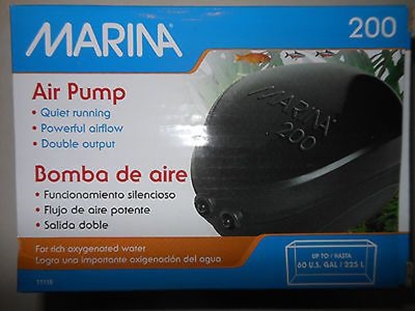 MARINA 200
Air Pump
• Quiet running
• Powerful airflow
• Double output
MARINA
200
Bomba de aire
• Funcionamiento silencioso
• Flujo de aire potente
• Salida doble
For rich oxygenated water
Logra una importante oxigenación del agua
UP TO / HASTA
60 U.S. GAL / 225 L